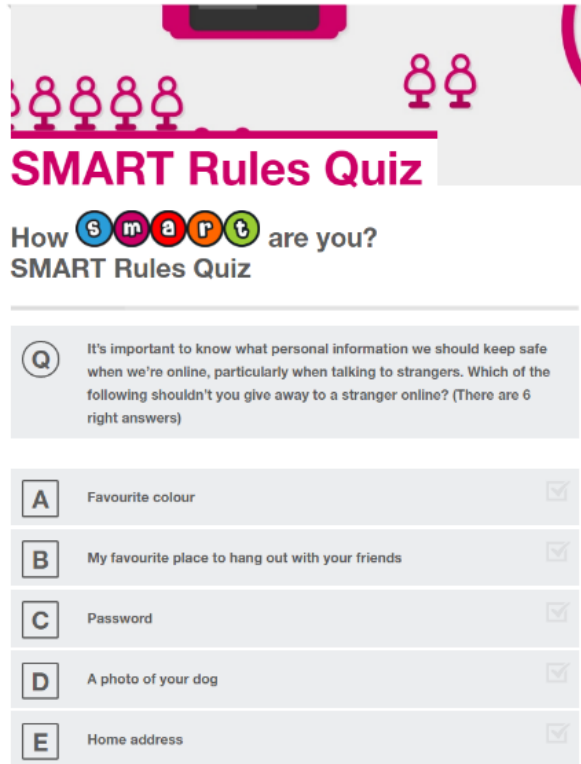 SMART Rules Quiz
How smart are you?
SMART Rules Quiz
Q
It's important to know what personal information we should keep safe
when we're online, particularly when talking to strangers. Which of the
following shouldn't you give away to a stranger online? (There are 6
right answers)
A Favourite colour
B My favourite place to hang out with your friends
C Password
D A photo of your dog
E Home address